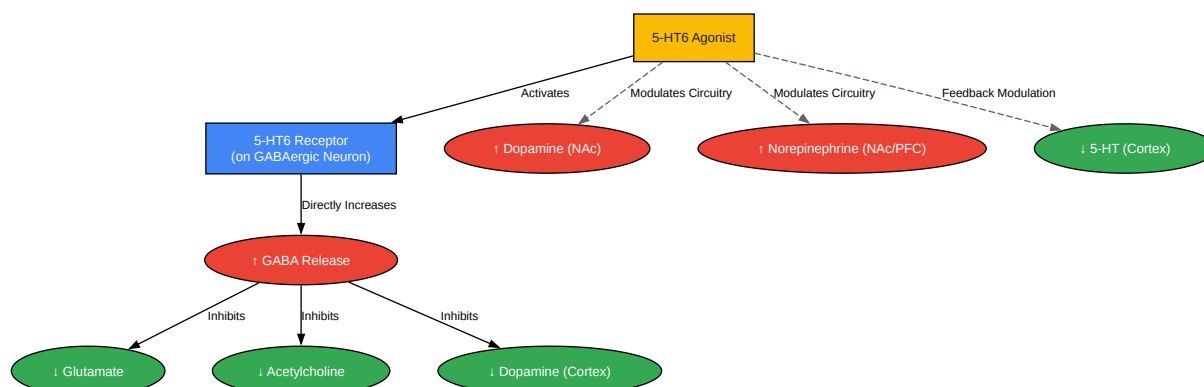 5-HT6 Agonist
Activates
Modulates Circuitry
Modulates Circuitry
Feedback Modulation
5-HT6 Receptor
(on GABAergic Neuron)
↑ Dopamine (NAc)
↑ Norepinephrine (NAc/PFC)
↓ 5-HT (Cortex)
Directly Increases
↑ GABA Release
Inhibits
Inhibits
Inhibits
↓ Glutamate
↓ Acetylcholine
↓ Dopamine (Cortex)